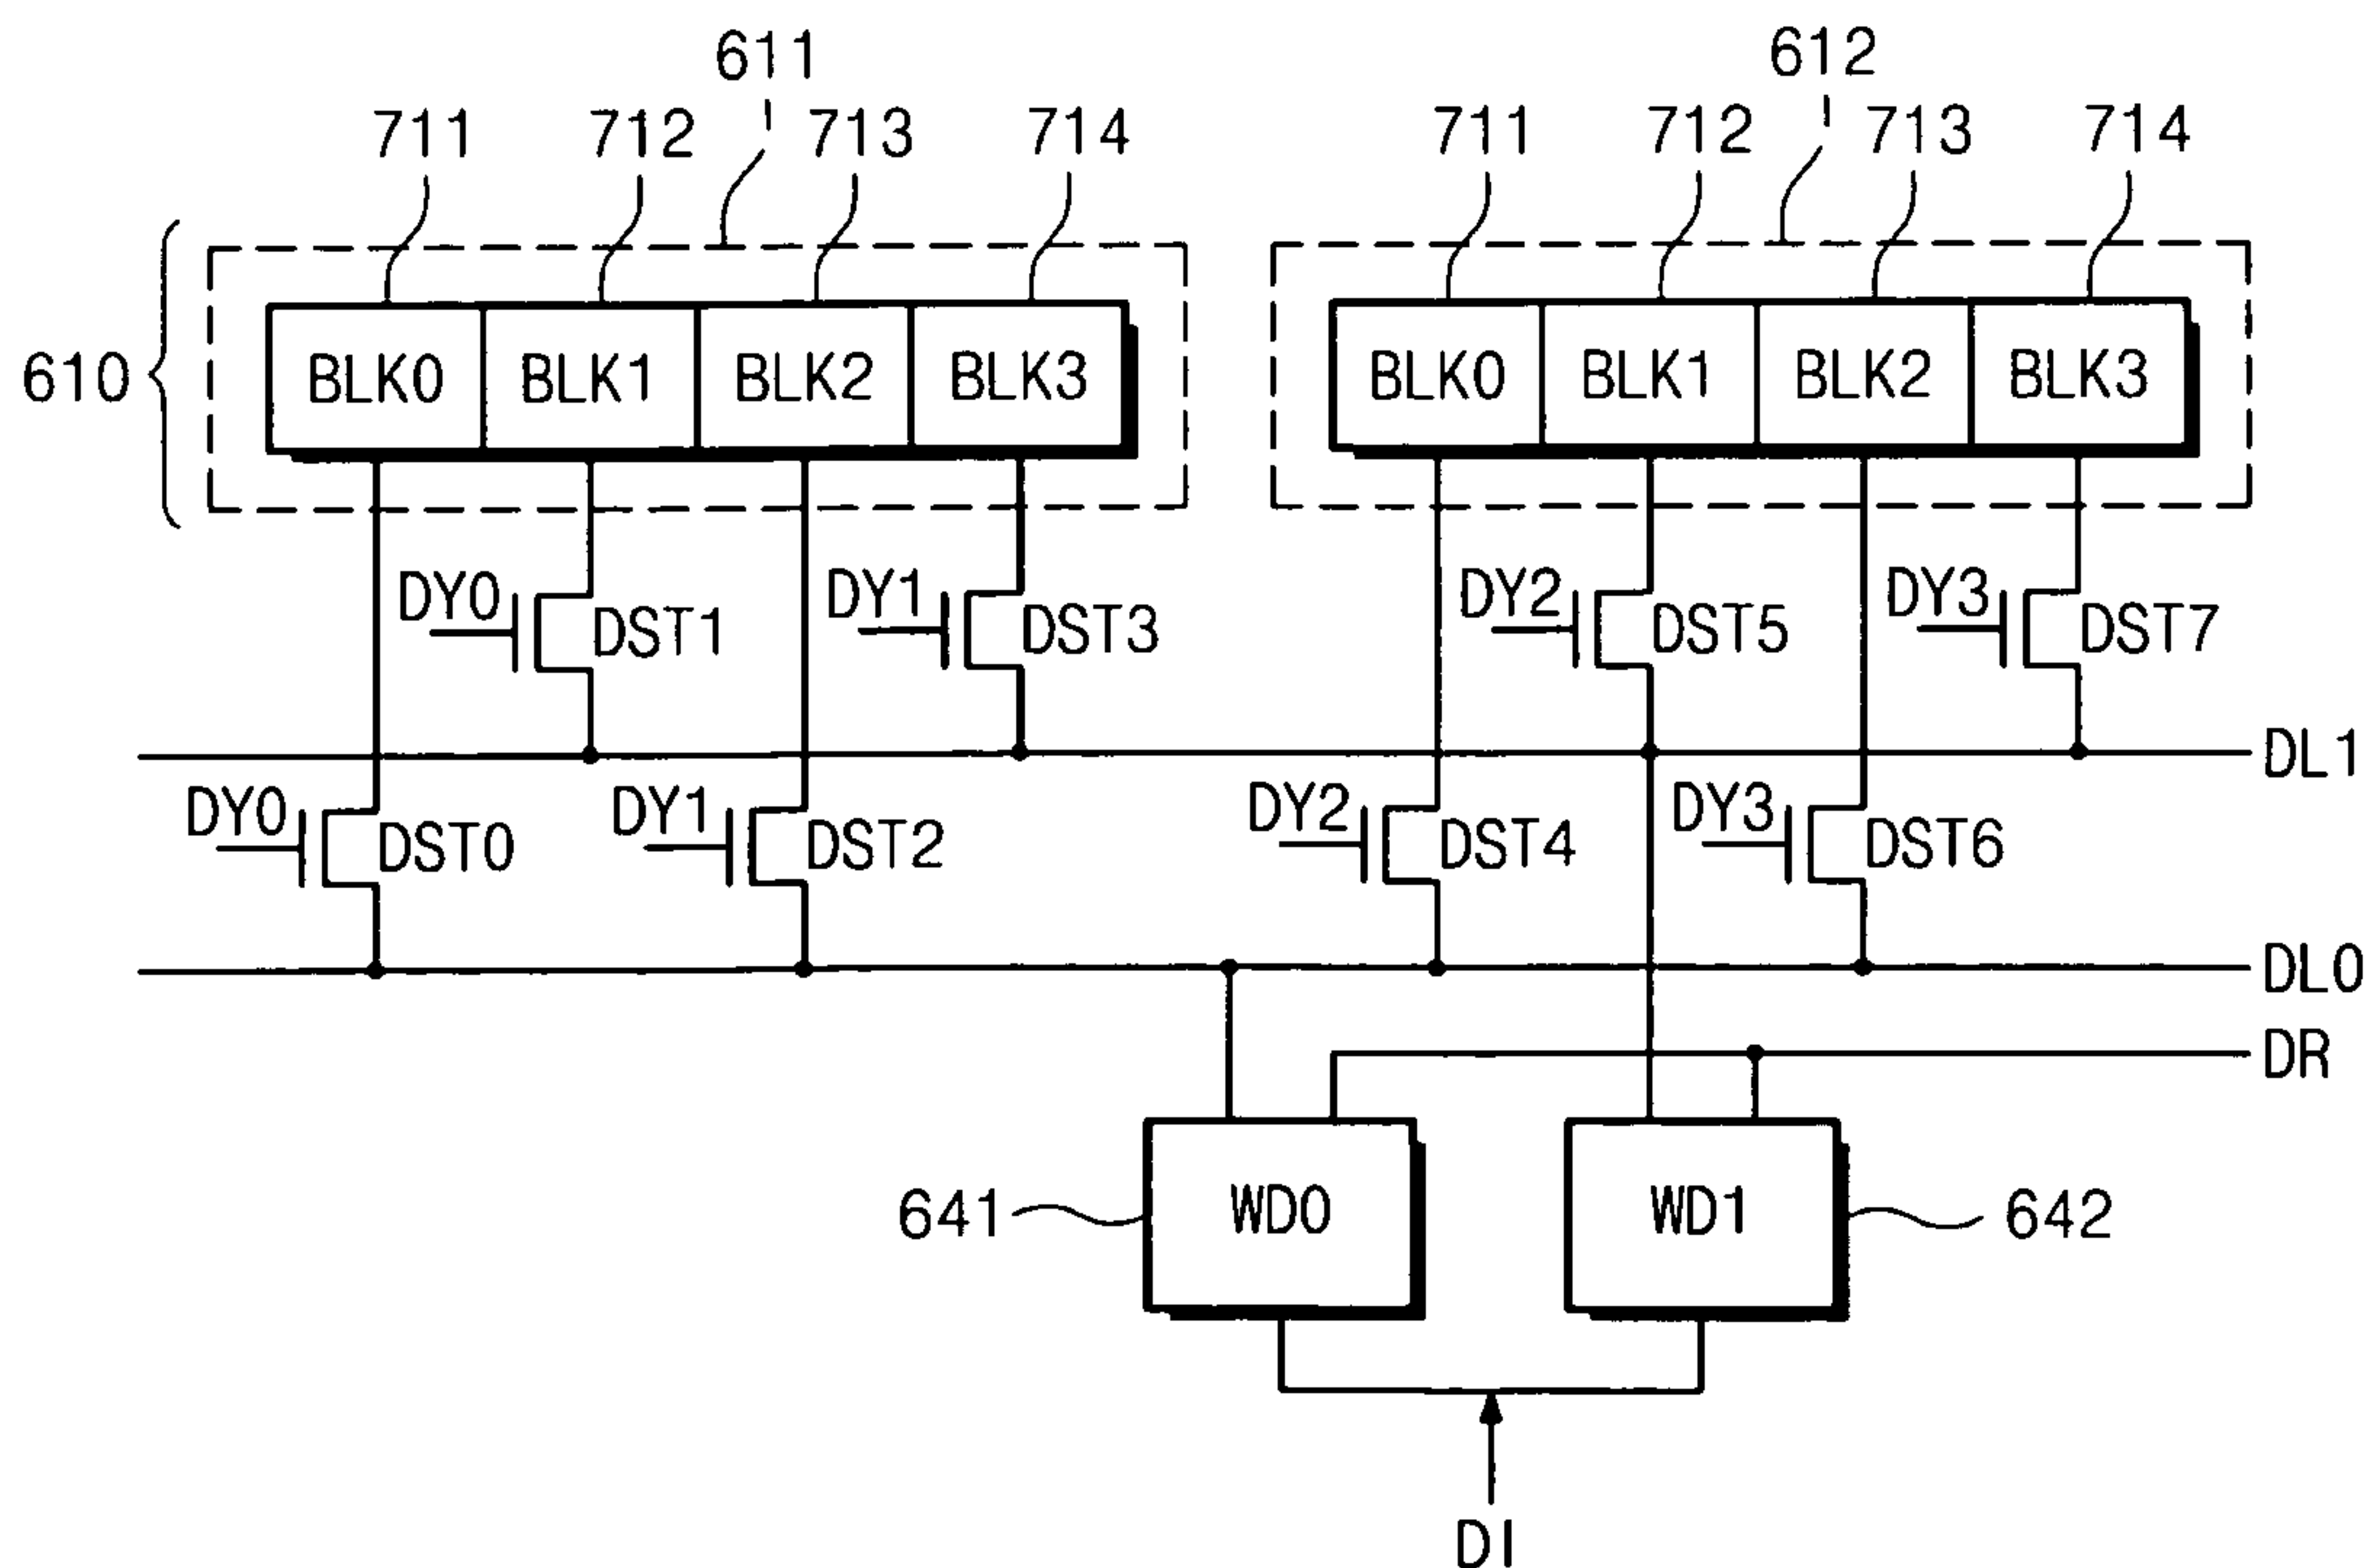 611 612
711 712 713 714 711 712 713 714
610 BLK0 BLK1 BLK2 BLK3 BLK0 BLK1 BLK2 BLK3
DY0 DST1 DY1 DST3 DY2 DST5 DY3 DST7
DL1
DY0 DST0 DY1 DST2 DY2 DST4 DY3 DST6
DL0
DR
641 WD0 WD1 642
DI